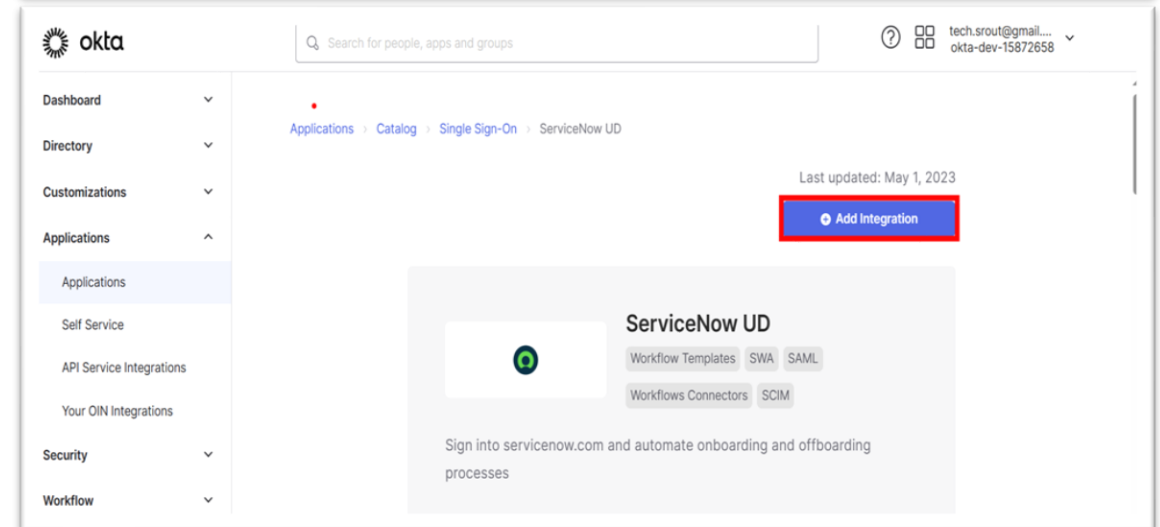 okta
Search for people, apps and groups
tech.srout@gmail....
okta-dev-15872658
Dashboard
Directory
Customizations
Applications
Applications
Self Service
API Service Integrations
Your OIN Integrations
Security
Workflow
Applications › Catalog › Single Sign-On › ServiceNow UD
Last updated: May 1, 2023
Add Integration
ServiceNow UD
Workflow Templates SWA SAML
Workflows Connectors SCIM
Sign into servicenow.com and automate onboarding and offboarding
processes